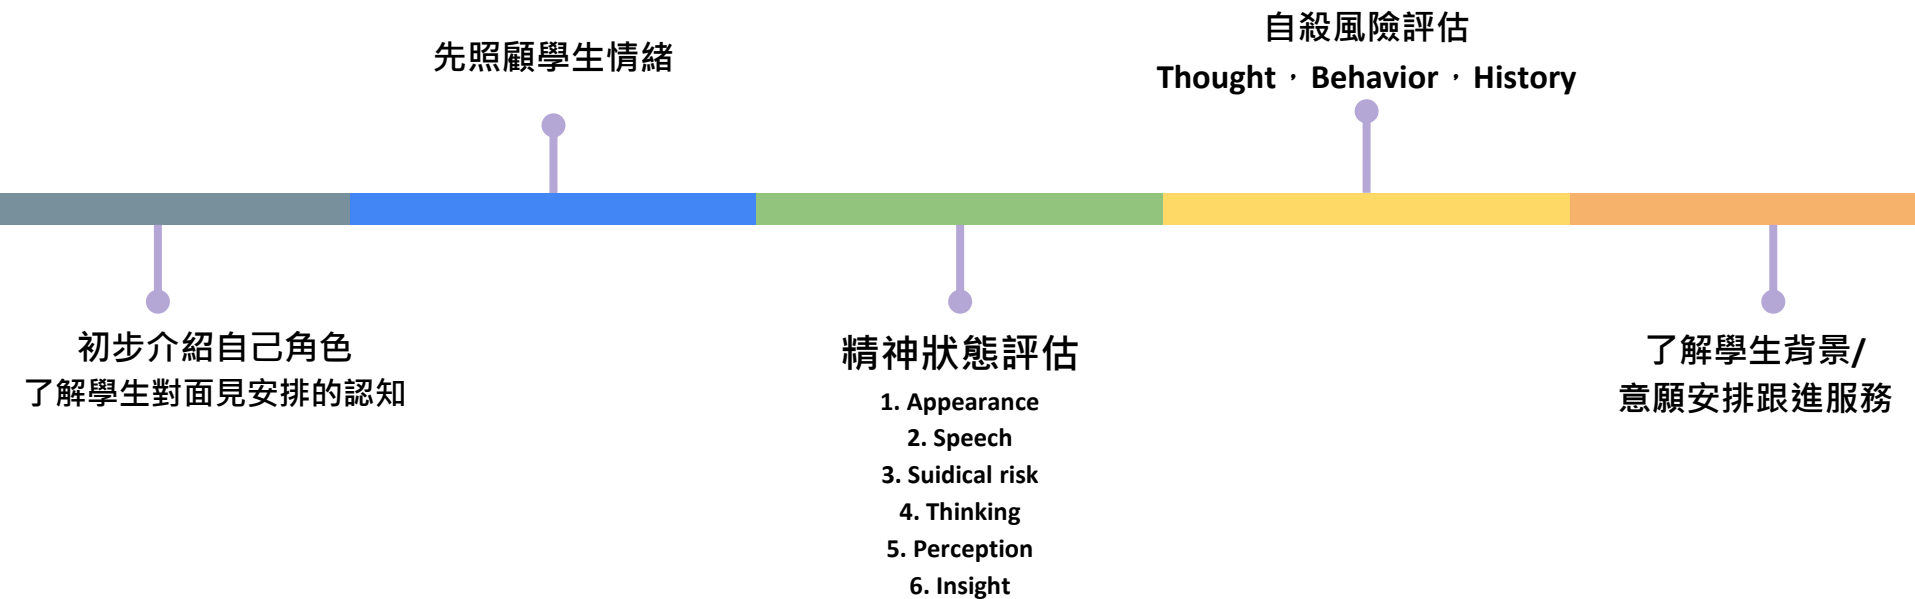 初步介紹自己角色
了解學生對面見安排的認知
先照顧學生情緒
精神狀態評估
1. Appearance
2. Speech
3. Suidical risk
4. Thinking
5. Perception
6. Insight
自殺風險評估
Thought，Behavior，History
了解學生背景/
意願安排跟進服務